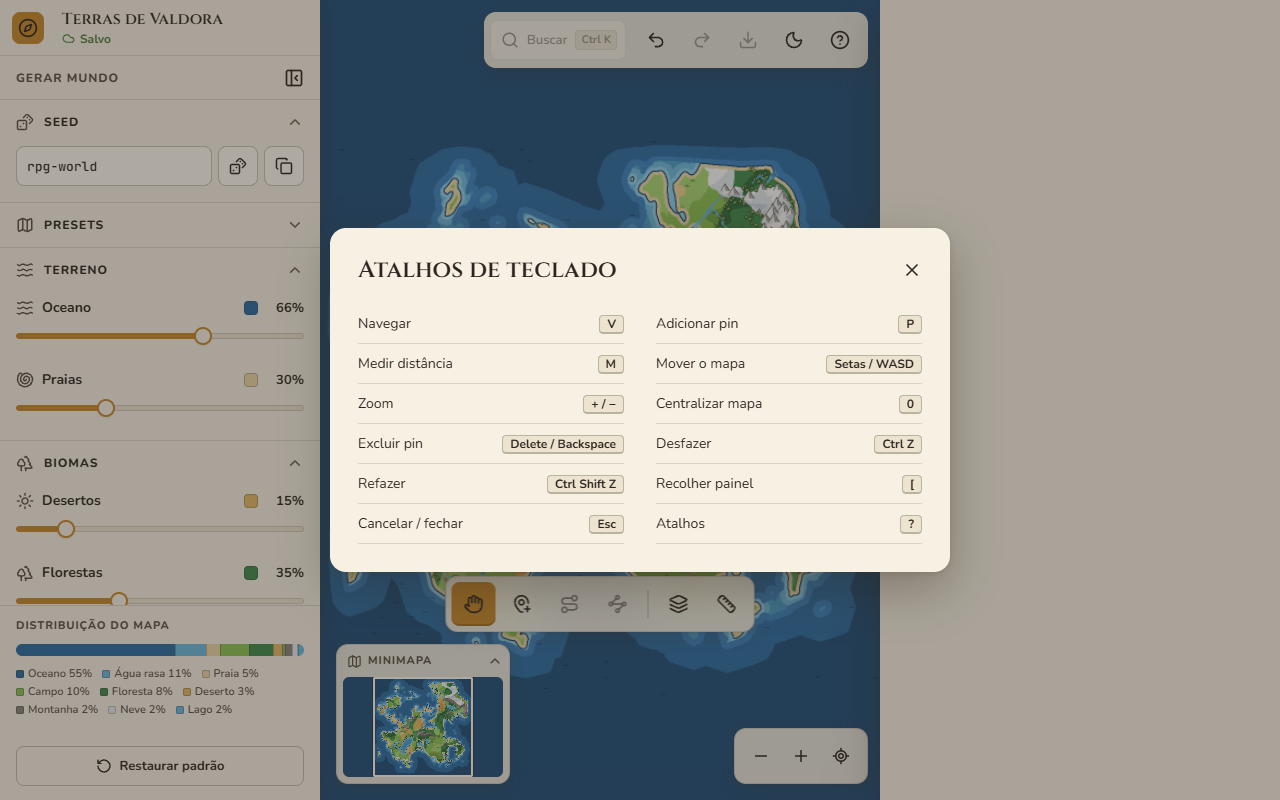 Terras de Valdora
Salvo
GERAR MUNDO
SEED
rpg-world
PRESETS
TERRENO
Oceano 66%
Praias 30%
BIOMAS
Desertos 15%
Florestas 35%
DISTRIBUIÇÃO DO MAPA
Oceano 55% Água rasa 11% Praia 5%
Campo 10% Floresta 8% Deserto 3%
Montanha 2% Neve 2% Lago 2%
Restaurar padrão
Buscar Ctrl K
Atalhos de teclado
Navegar V
Adicionar pin P
Medir distância M
Mover o mapa Setas / WASD
Zoom + / −
Centralizar mapa 0
Excluir pin Delete / Backspace
Desfazer Ctrl Z
Refazer Ctrl Shift Z
Recolher painel [
Cancelar / fechar Esc
Atalhos ?
MINIMAPA